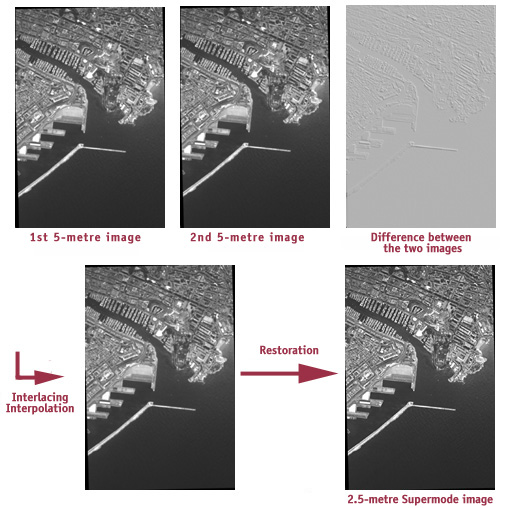 1st 5-metre image
2nd 5-metre image
Difference between
the two images
Interlacing
Interpolation
Restoration
2.5-metre Supermode image